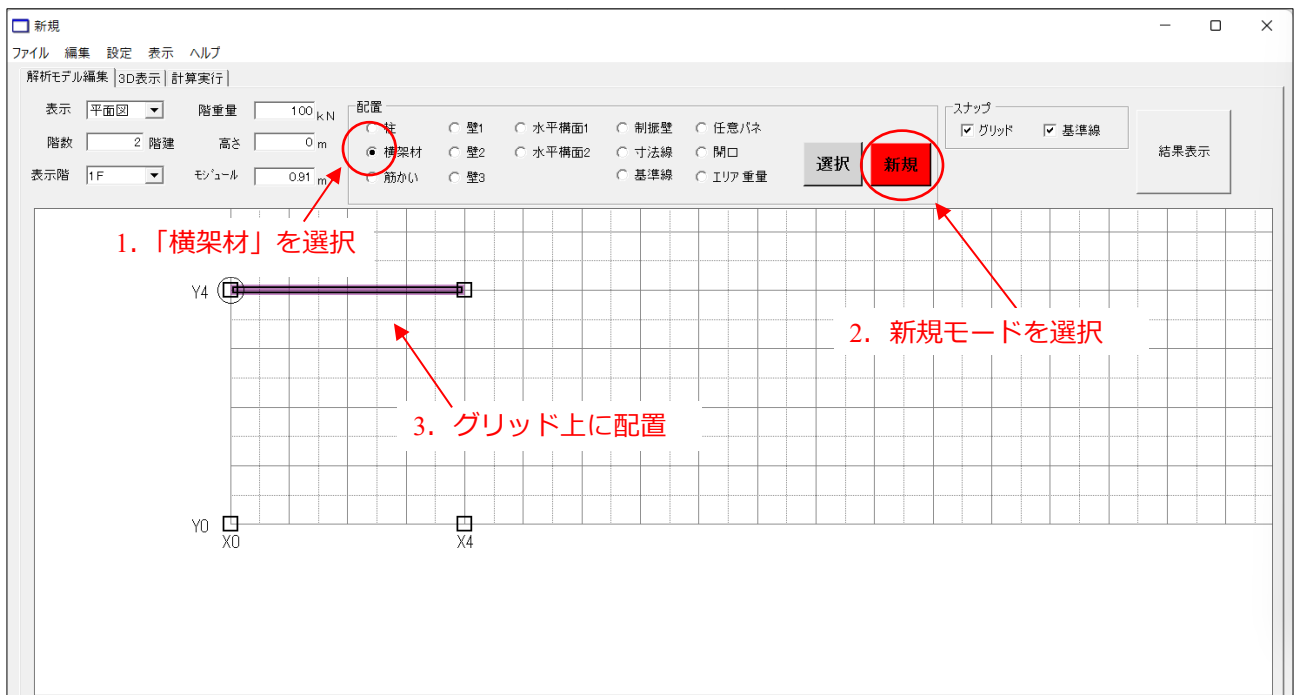 新規
ファイル 編集 設定 表示 ヘルプ
解析モデル編集 3D表示 計算実行
表示 平面図 階重量 100 kN
階数 2 階建 高さ 0 m
表示階 1F モジュール 0.91 m
配置
柱 壁1 水平構面1 制振壁 任意バネ
横架材 壁2 水平構面2 寸法線 開口
筋かい 壁3 基準線 エリア重量
選択 新規
スナップ
グリッド 基準線
結果表示
1. 「横架材」を選択
Y4
2. 新規モードを選択
3. グリッド上に配置
Y0
X0 X4